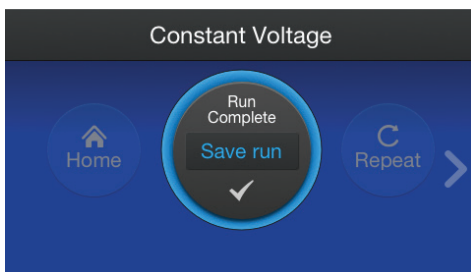 Constant Voltage
Run
Complete
Home
Save run
Repeat